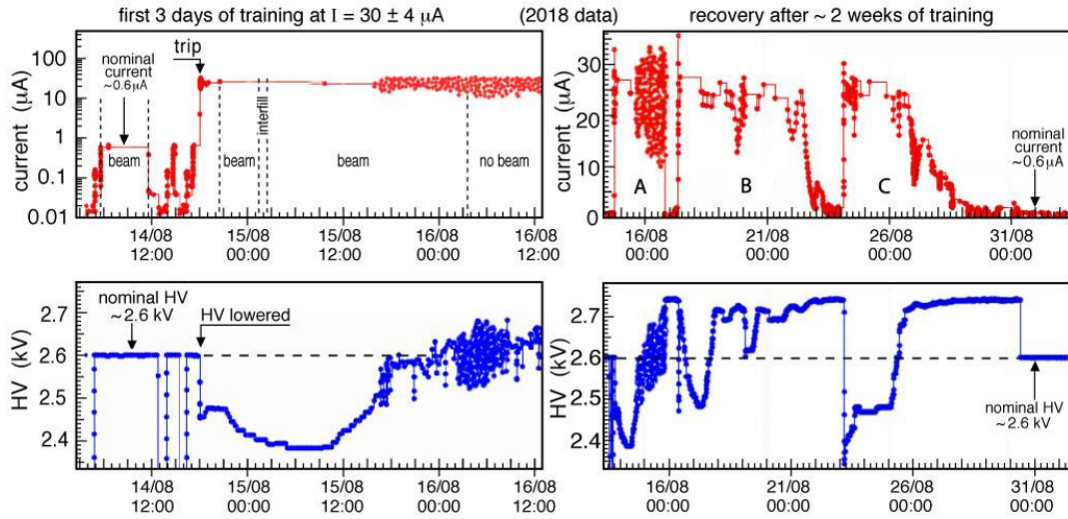 first 3 days of training at I = 30 ± 4 μA
(2018 data)
recovery after ~ 2 weeks of training
current (μA)
100
10
1
0.1
0.01
nominal
current
~0.6μA
trip
beam
beam
interfill
beam
no beam
14/08
12:00
15/08
00:00
15/08
12:00
16/08
00:00
16/08
12:00
current (μA)
30
20
10
0
A
B
C
nominal
current
~0.6μA
16/08
00:00
21/08
00:00
26/08
00:00
31/08
00:00
HV (kV)
2.7
2.6
2.5
2.4
nominal HV
~2.6 kV
HV lowered
14/08
12:00
15/08
00:00
15/08
12:00
16/08
00:00
16/08
12:00
HV (kV)
2.7
2.6
2.5
2.4
nominal HV
~2.6 kV
16/08
00:00
21/08
00:00
26/08
00:00
31/08
00:00